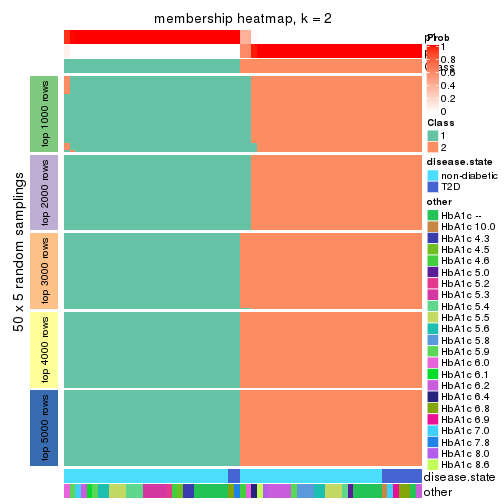 membership heatmap, k = 2
50 x 5 random samplings
top 1000 rows
top 2000 rows
top 3000 rows
top 4000 rows
top 5000 rows
Prob
1
0.8
0.6
0.4
0.2
0
Class
1
2
disease.state
non-diabetic
T2D
other
HbA1c --
HbA1c 10.0
HbA1c 4.3
HbA1c 4.5
HbA1c 4.6
HbA1c 5.0
HbA1c 5.2
HbA1c 5.3
HbA1c 5.4
HbA1c 5.5
HbA1c 5.6
HbA1c 5.8
HbA1c 5.9
HbA1c 6.0
HbA1c 6.1
HbA1c 6.2
HbA1c 6.4
HbA1c 6.8
HbA1c 6.9
HbA1c 7.0
HbA1c 7.8
HbA1c 8.0
HbA1c 8.6
disease.state
other